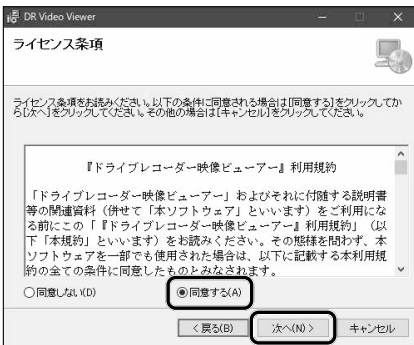 DR Video Viewer
ライセンス条項
ライセンス条項をお読みください。以下の条件に同意される場合は[同意する]をクリックしてか
ら[次へ]をクリックしてください。その他の場合は[キャンセル]をクリックしてください。
『ドライブレコーダー映像ビューアー』利用規約
「ドライブレコーダー映像ビューアー」およびそれに付随する説明書
等の関連資料（併せて「本ソフトウェア」といいます）をご利用にな
る前にこの「『ドライブレコーダー映像ビューアー』利用規約」（以
下「本規約」といいます）をお読みください。その態様を問わず、本
ソフトウェアを一部でも使用された場合は、以下に記載する本利用規
約の全ての条件に同意したものとみなされます。
同意しない(D)
同意する(A)
< 戻る(B)
次へ(N) >
キャンセル